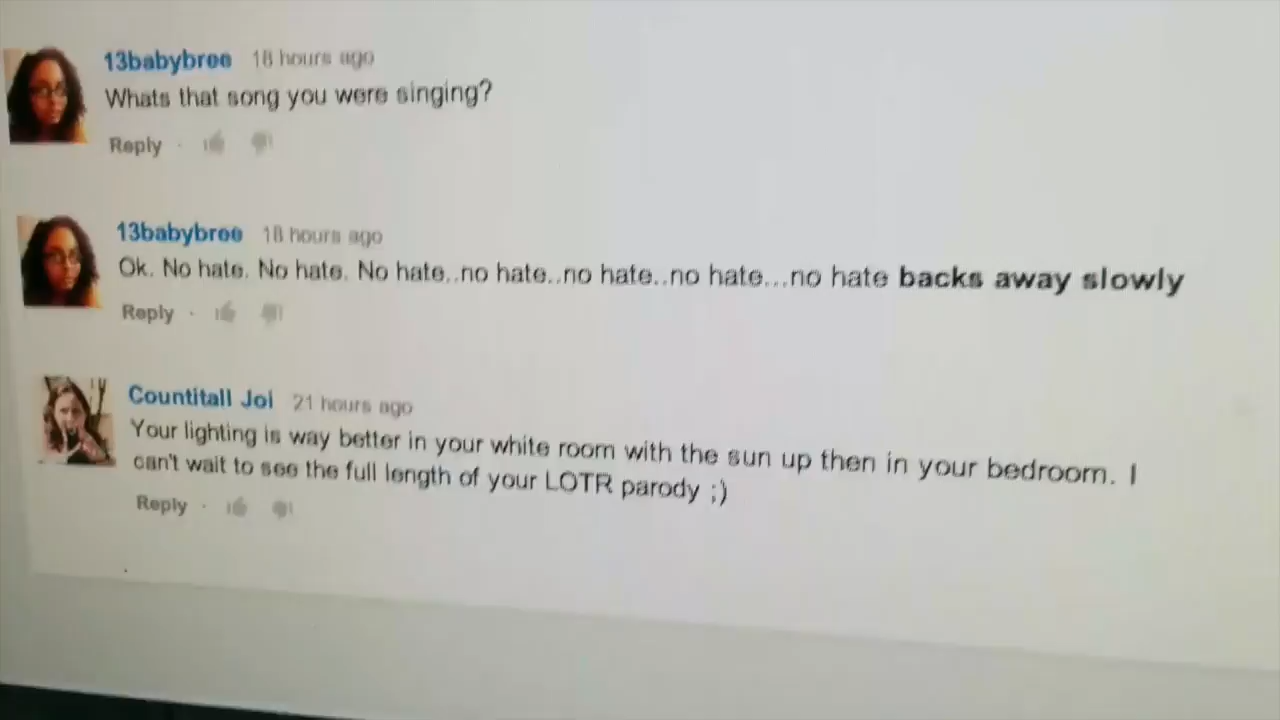 13babybree 18 hours ago
Whats that song you were singing?
Reply
13babybree 18 hours ago
Ok. No hate. No hate. No hate..no hate..no hate..no hate...no hate backs away slowly
Reply
Countitall Joi 21 hours ago
Your lighting is way better in your white room with the sun up then in your bedroom. I
can't wait to see the full length of your LOTR parody ;)
Reply